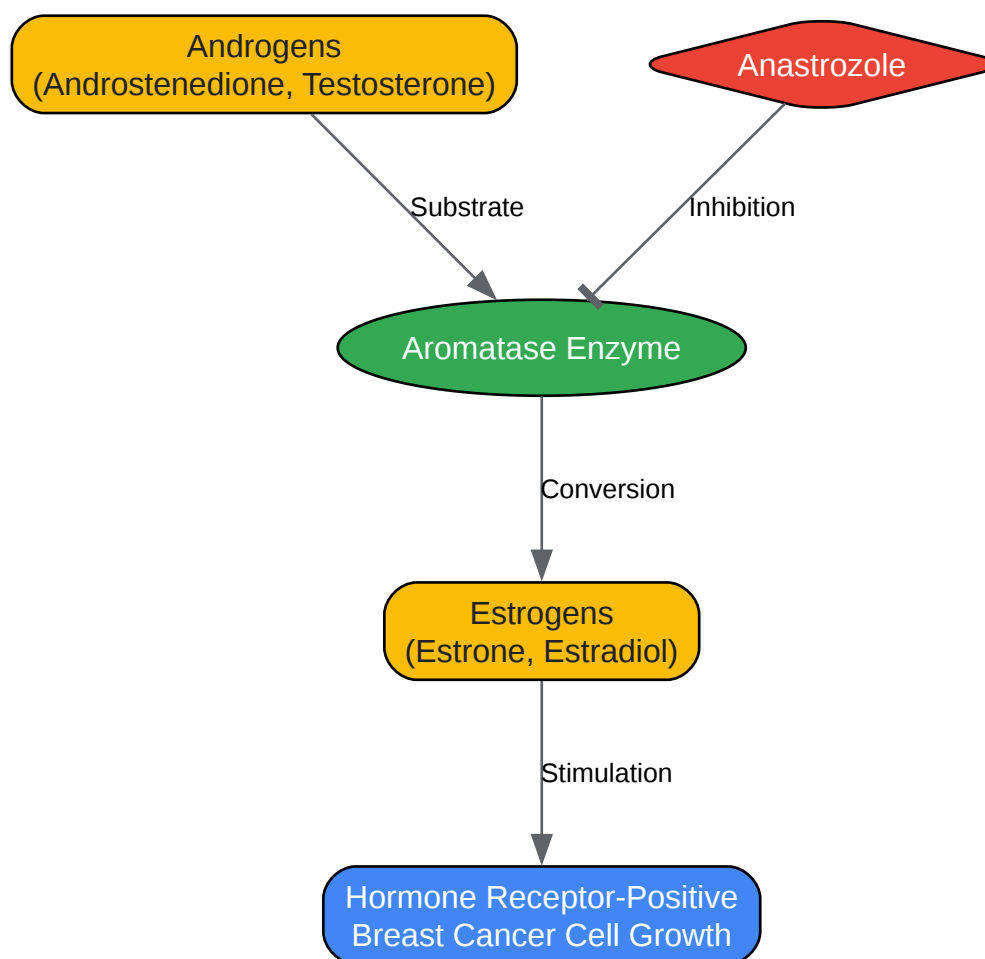 Androgens
(Androstenedione, Testosterone)
Anastrozole
Substrate
Inhibition
Aromatase Enzyme
Conversion
Estrogens
(Estrone, Estradiol)
Stimulation
Hormone Receptor-Positive
Breast Cancer Cell Growth